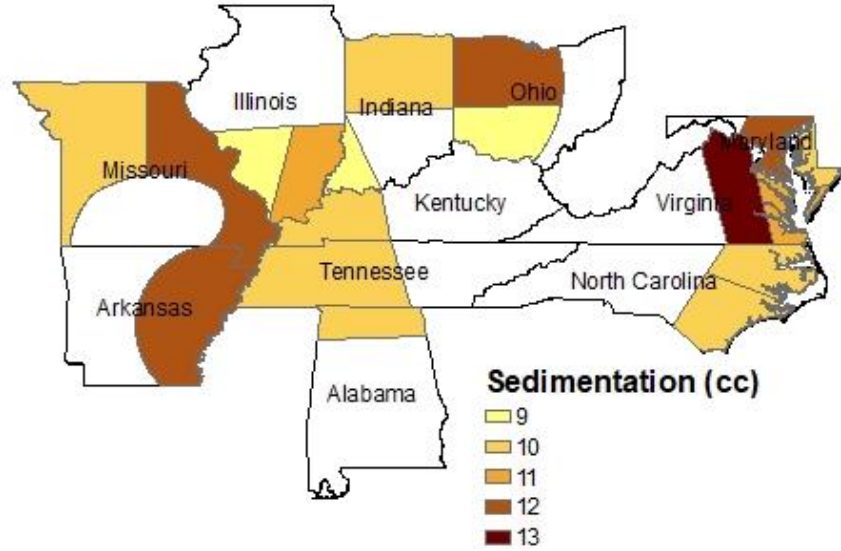 Illinois
Indiana
Ohio
Maryland
Missouri
Kentucky
Virginia
Tennessee
North Carolina
Arkansas
Alabama
Sedimentation (cc)
9
10
11
12
13